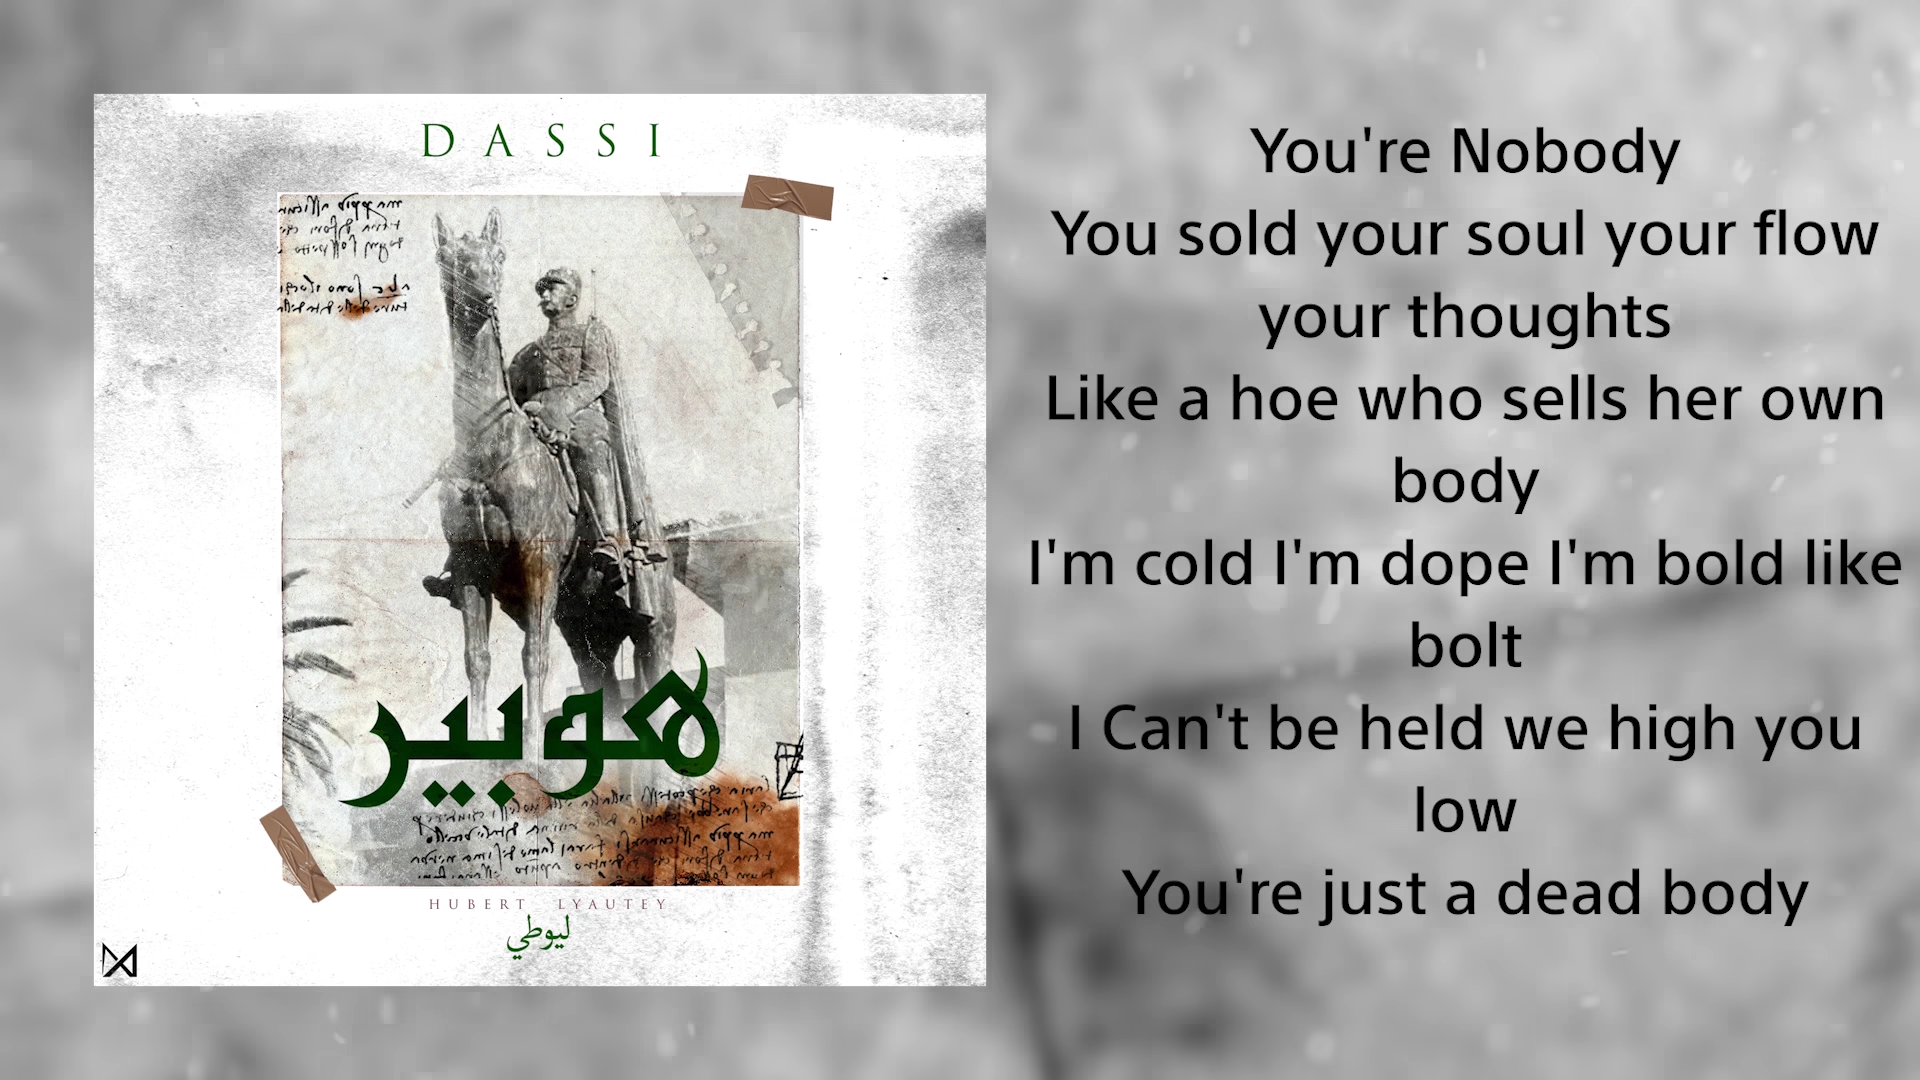 DASSI
هوبير
HUBERT LYAUTEY
ليوطي
You're Nobody
You sold your soul your flow
your thoughts
Like a hoe who sells her own
body
I'm cold I'm dope I'm bold like
bolt
I Can't be held we high you
low
You're just a dead body